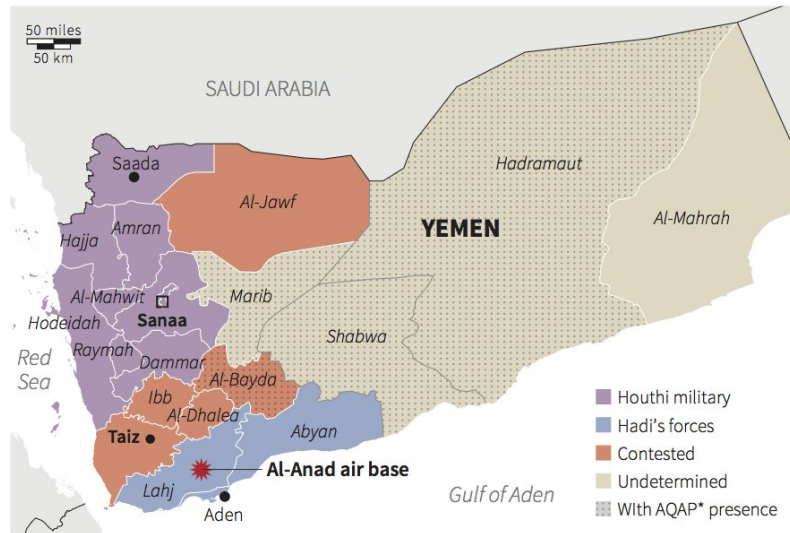 50 miles
50 km
SAUDI ARABIA
Saada
Hadramaut
Al-Jawf
Amran
Hajja
YEMEN
Al-Mahrah
Al-Mahwit
Marib
Sanaa
Hodeidah
Shabwa
Raymah
Red
Sea
Dammar
Al-Bayda
Ibb
Al-Dhalea
Taiz
Abyan
Al-Anad air base
Lahj
Aden
Gulf of Aden
Houthi military
Hadi's forces
Contested
Undetermined
WIth AQAP* presence